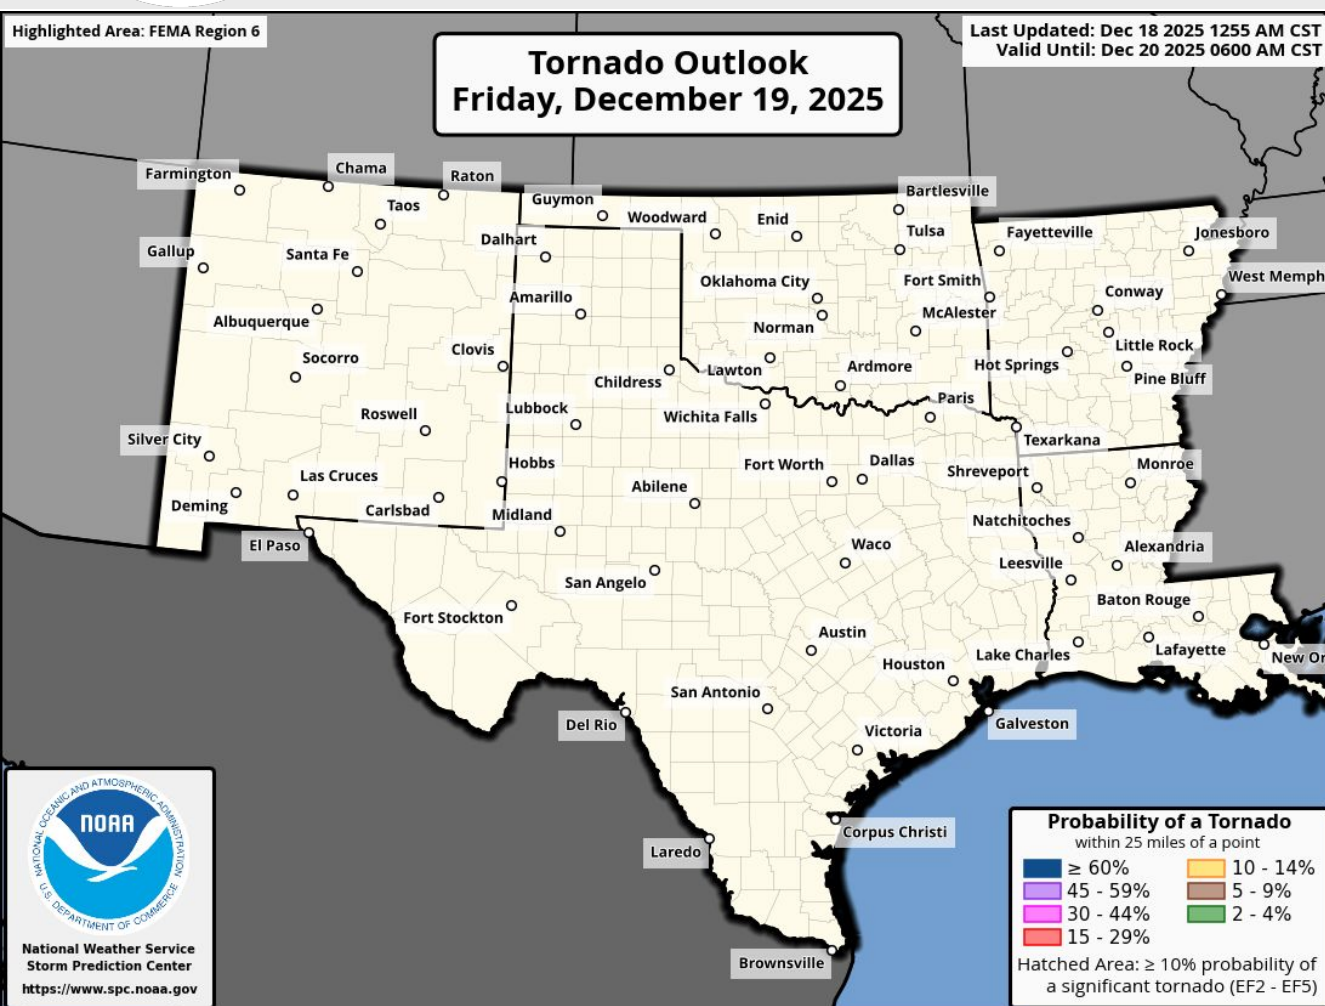 Highlighted Area: FEMA Region 6
Last Updated: Dec 18 2025 1255 AM CST
Valid Until: Dec 20 2025 0600 AM CST
Tornado Outlook
Friday, December 19, 2025
Farmington
Chama
Raton
Taos
Guymon
Woodward
Enid
Bartlesville
Tulsa
Fayetteville
Jonesboro
Gallup
Santa Fe
Dalhart
Oklahoma City
Fort Smith
West Memph
Amarillo
Conway
Albuquerque
Norman
McAlester
Little Rock
Socorro
Clovis
Childress
Lawton
Ardmore
Hot Springs
Pine Bluff
Roswell
Lubbock
Wichita Falls
Paris
Texarkana
Silver City
Las Cruces
Hobbs
Fort Worth
Dallas
Shreveport
Monroe
Deming
Carlsbad
Abilene
Midland
Natchitoches
El Paso
Waco
Alexandria
San Angelo
Leesville
Fort Stockton
Baton Rouge
Austin
Lake Charles
Lafayette
New Or
Houston
San Antonio
Del Rio
Victoria
Galveston
Corpus Christi
Laredo
Brownsville
NATIONAL OCEANIC AND ATMOSPHERIC ADMINISTRATION
NOAA
U.S. DEPARTMENT OF COMMERCE
National Weather Service
Storm Prediction Center
https://www.spc.noaa.gov
Probability of a Tornado
within 25 miles of a point
≥ 60%
10 - 14%
45 - 59%
5 - 9%
30 - 44%
2 - 4%
15 - 29%
Hatched Area: ≥ 10% probability of
a significant tornado (EF2 - EF5)